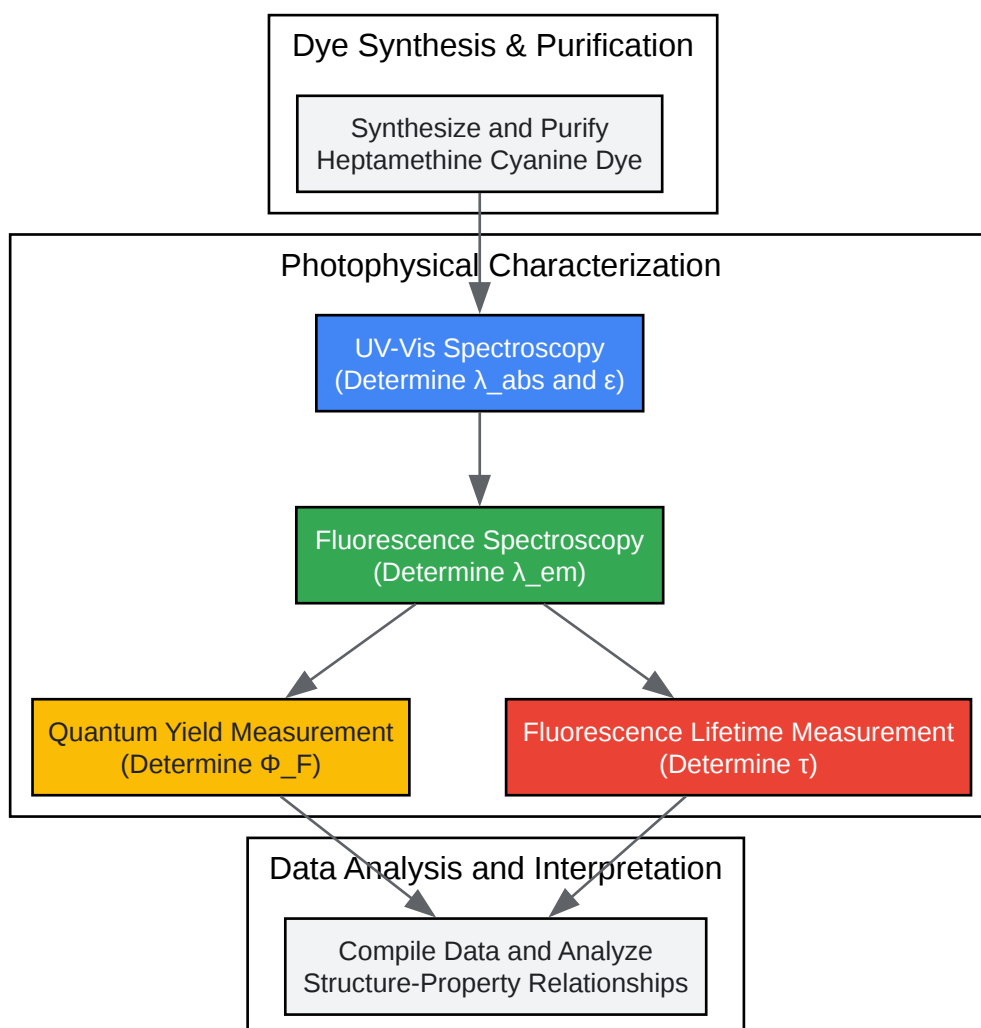 Dye Synthesis & Purification
Synthesize and Purify
Heptamethine Cyanine Dye
Photophysical Characterization
UV-Vis Spectroscopy
(Determine λ_abs and ε)
Fluorescence Spectroscopy
(Determine λ_em)
Quantum Yield Measurement
(Determine Φ_F)
Fluorescence Lifetime Measurement
(Determine τ)
Data Analysis and Interpretation
Compile Data and Analyze
Structure-Property Relationships